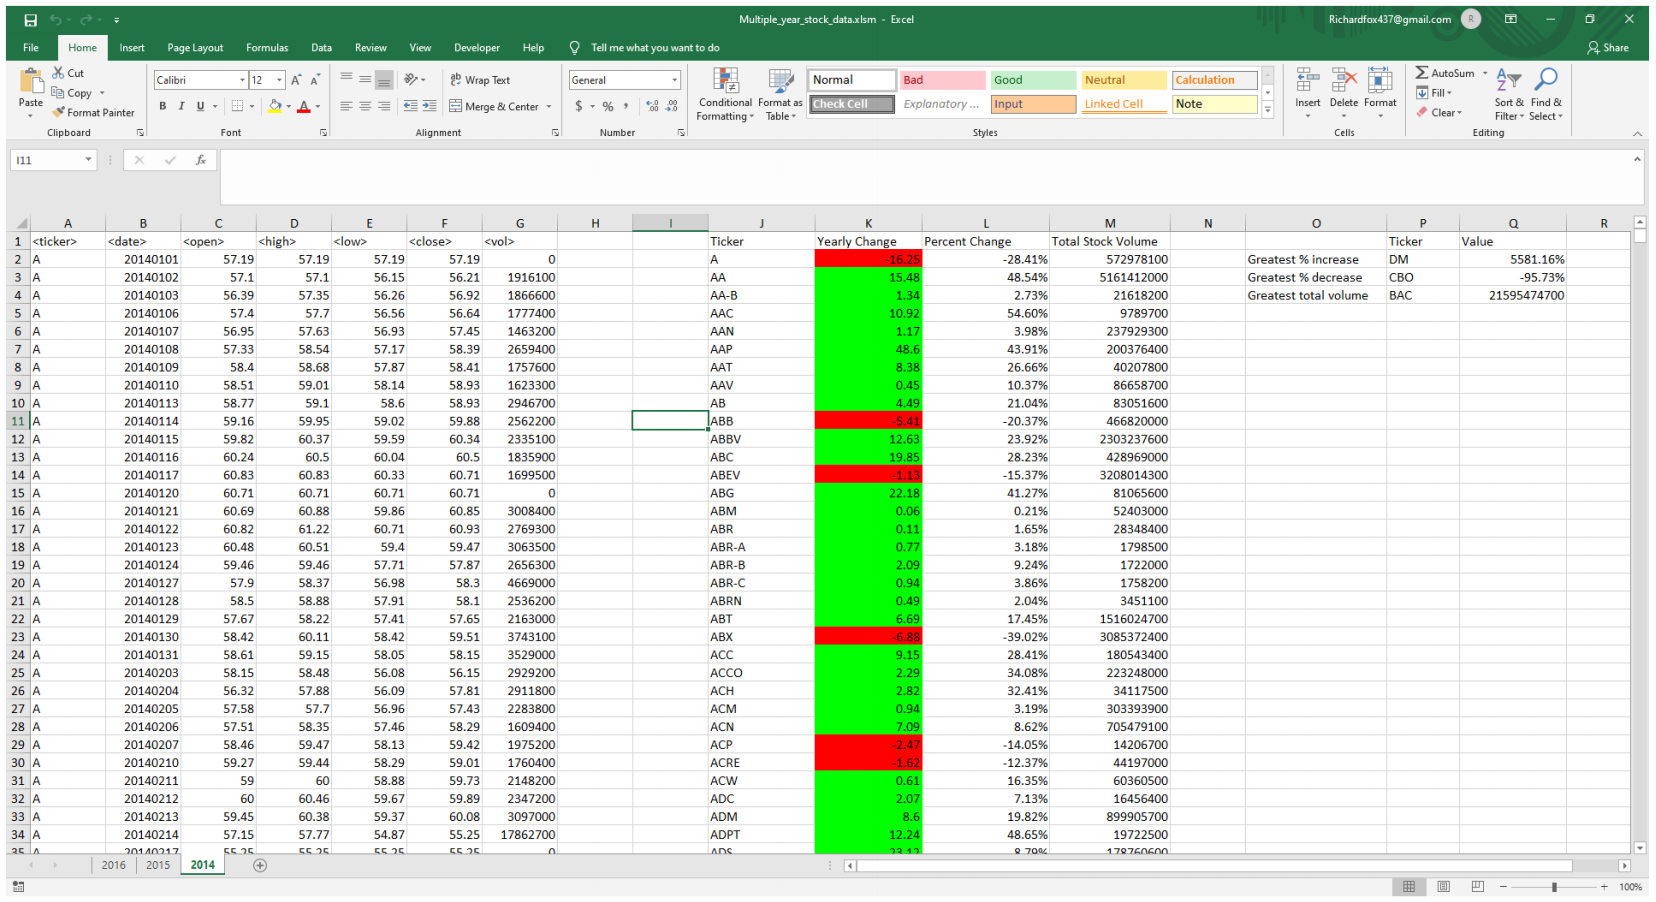 Multiple_year_stock_data.xlsm - Excel
Richardfox437@gmail.com R
File Home Insert Page Layout Formulas Data Review View Developer Help Tell me what you want to do Share
Paste Cut Copy Format Painter Clipboard
Calibri 12 A A B I U A Font
Wrap Text Merge & Center Alignment
General $ % , Number
Conditional Formatting Format as Table
Normal Bad Good Neutral Calculation
Check Cell Explanatory ... Input Linked Cell Note
Styles
Insert Delete Format Cells
AutoSum Fill Clear Sort & Filter Find & Select Editing
I11 fx
A B C D E F G H I J K L M N O P Q R
1 <ticker> <date> <open> <high> <low> <close> <vol> Ticker Yearly Change Percent Change Total Stock Volume Ticker Value
2 A 20140101 57.19 57.19 57.19 57.19 0 A -16.25 -28.41% 572978100 Greatest % increase DM 5581.16%
3 A 20140102 57.1 57.1 56.15 56.21 1916100 AA 15.48 48.54% 5161412000 Greatest % decrease CBO -95.73%
4 A 20140103 56.39 57.35 56.26 56.92 1866600 AA-B 1.34 2.73% 21618200 Greatest total volume BAC 21595474700
5 A 20140106 57.4 57.7 56.56 56.64 1777400 AAC 10.92 54.60% 9789700
6 A 20140107 56.95 57.63 56.93 57.45 1463200 AAN 1.17 3.98% 237929300
7 A 20140108 57.33 58.54 57.17 58.39 2659400 AAP 48.6 43.91% 200376400
8 A 20140109 58.4 58.68 57.87 58.41 1757600 AAT 8.38 26.66% 40207800
9 A 20140110 58.51 59.01 58.14 58.93 1623300 AAV 0.45 10.37% 86658700
10 A 20140113 58.77 59.1 58.6 58.93 2946700 AB 4.49 21.04% 83051600
11 A 20140114 59.16 59.95 59.02 59.88 2562200 ABB -5.41 -20.37% 466820000
12 A 20140115 59.82 60.37 59.59 60.34 2335100 ABBV 12.63 23.92% 2303237600
13 A 20140116 60.24 60.5 60.04 60.5 1835900 ABC 19.85 28.23% 428969000
14 A 20140117 60.83 60.83 60.33 60.71 1699500 ABEV -1.13 -15.37% 3208014300
15 A 20140120 60.71 60.71 60.71 60.71 0 ABG 22.18 41.27% 81065600
16 A 20140121 60.69 60.88 59.86 60.85 3008400 ABM 0.06 0.21% 52403000
17 A 20140122 60.82 61.22 60.71 60.93 2769300 ABR 0.11 1.65% 28348400
18 A 20140123 60.48 60.51 59.4 59.47 3063500 ABR-A 0.77 3.18% 1798500
19 A 20140124 59.46 59.46 57.71 57.87 2656300 ABR-B 2.09 9.24% 1722000
20 A 20140127 57.9 58.37 56.98 58.3 4669000 ABR-C 0.94 3.86% 1758200
21 A 20140128 58.5 58.88 57.91 58.1 2536200 ABRN 0.49 2.04% 3451100
22 A 20140129 57.67 58.22 57.41 57.65 2163000 ABT 6.69 17.45% 1516024700
23 A 20140130 58.42 60.11 58.42 59.51 3743100 ABX -6.88 -39.02% 3085372400
24 A 20140131 58.61 59.15 58.05 58.15 3529000 ACC 9.15 28.41% 180543400
25 A 20140203 58.15 58.48 56.08 56.15 2929200 ACCO 2.29 34.08% 223248000
26 A 20140204 56.32 57.88 56.09 57.81 2911800 ACH 2.82 32.41% 34117500
27 A 20140205 57.58 57.7 56.96 57.43 2283800 ACM 0.94 3.19% 303393900
28 A 20140206 57.51 58.35 57.46 58.29 1609400 ACN 7.09 8.62% 705479100
29 A 20140207 58.46 59.47 58.13 59.42 1975200 ACP -2.47 -14.05% 14206700
30 A 20140210 59.27 59.44 58.29 59.01 1760400 ACRE -1.62 -12.37% 44197000
31 A 20140211 59 60 58.88 59.73 2148200 ACW 0.61 16.35% 60360500
32 A 20140212 60 60.46 59.67 59.89 2347200 ADC 2.07 7.13% 16456400
33 A 20140213 59.45 60.38 59.37 60.08 3097000 ADM 8.6 19.82% 899905700
34 A 20140214 57.15 57.77 54.87 55.25 17862700 ADPT 12.24 48.65% 19722500
35 A 20140217 55.25 55.25 55.25 55.25 0 ADS 23.12 8.79% 178760600
2016 2015 2014
100%